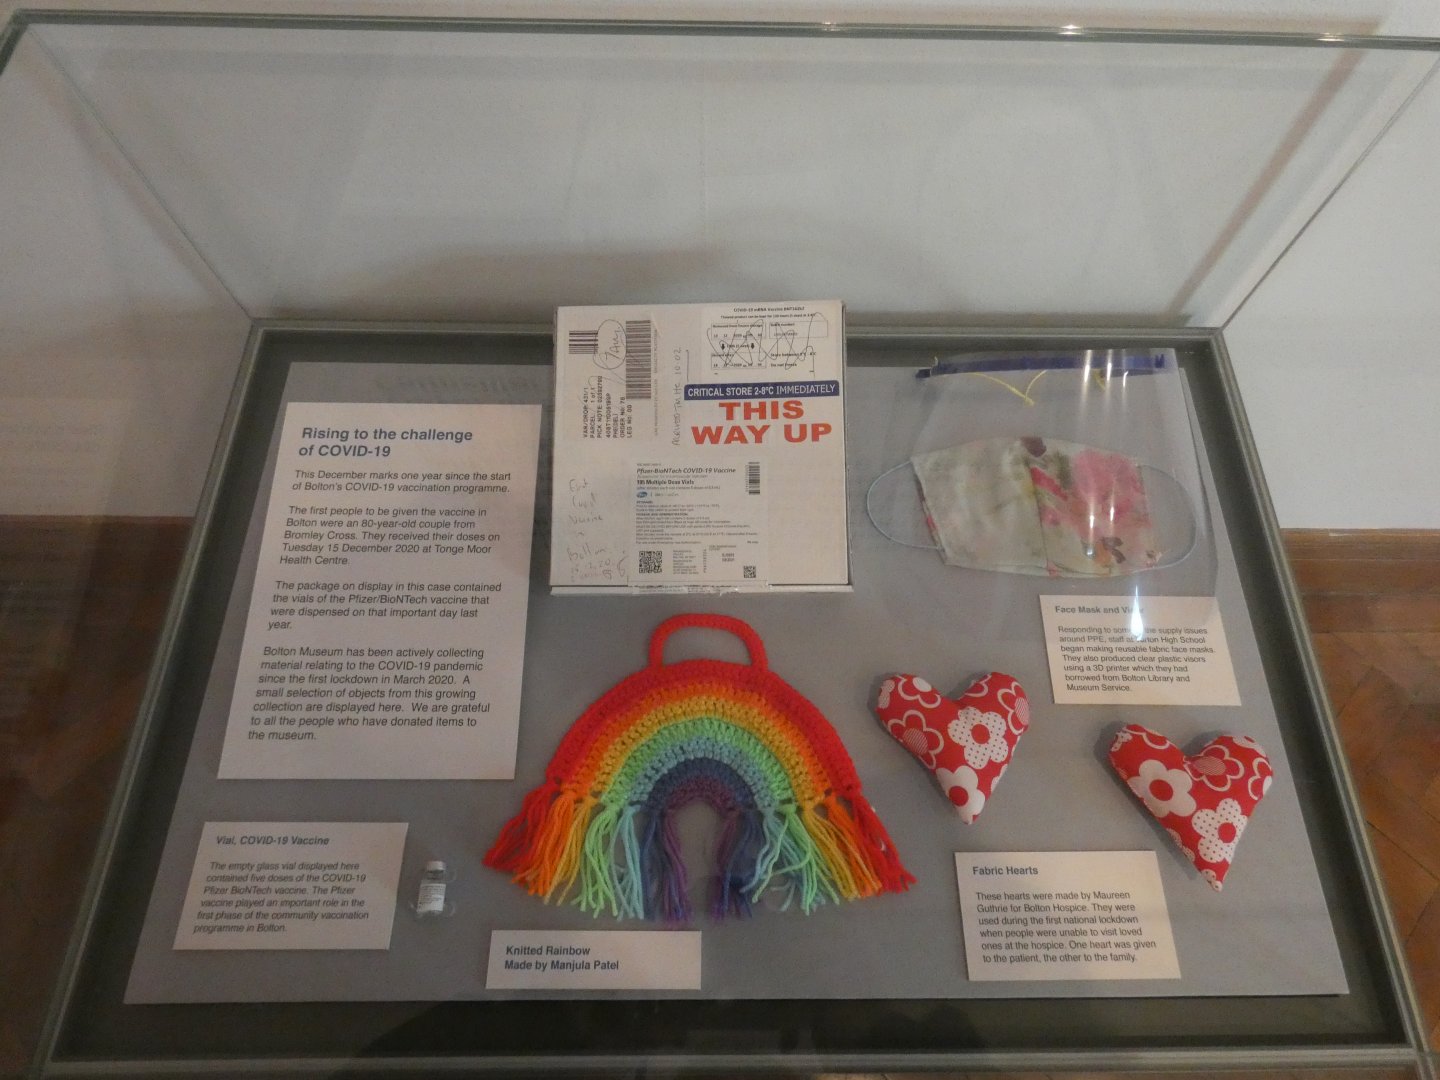 Rising to the challenge
of COVID-19
This December marks one year since the start
of Bolton's COVID-19 vaccination programme.
The first people to be given the vaccine in
Bolton were an 80-year-old couple from
Bromley Cross. They received their doses on
Tuesday 15 December 2020 at Tonge Moor
Health Centre.
The package on display in this case contained
the vials of the Pfizer/BioNTech vaccine that
were dispensed on that important day last
year.
Bolton Museum has been actively collecting
material relating to the COVID-19 pandemic
since the first lockdown in March 2020. A
small selection of objects from this growing
collection are displayed here. We are grateful
to all the people who have donated items to
the museum.
Vial, COVID-19 Vaccine
The empty glass vial displayed here
contained five doses of the COVID-19
Pfizer BioNTech vaccine. The Pfizer
vaccine played an important role in the
first phase of the community vaccination
programme in Bolton.
COVID-19 mRNA Vaccine
CRITICAL STORE 2-8°C IMMEDIATELY
THIS
WAY UP
10:02
Pfizer-BioNTech COVID-19 Vaccine
195 Multiple Dose Vials
Bolton
Knitted Rainbow
Made by Manjula Patel
Face Mask and
Responding to the supply issues
around PPE, staff at High School
began making reusable fabric face masks.
They also produced clear plastic visors
using a 3D printer which they had
borrowed from Bolton Library and
Museum Service.
Fabric Hearts
These hearts were made by Maureen
Guthrie for Bolton Hospice. They were
used during the first national lockdown
when people were unable to visit loved
ones at the hospice. One heart was given
to the patient, the other to the family.